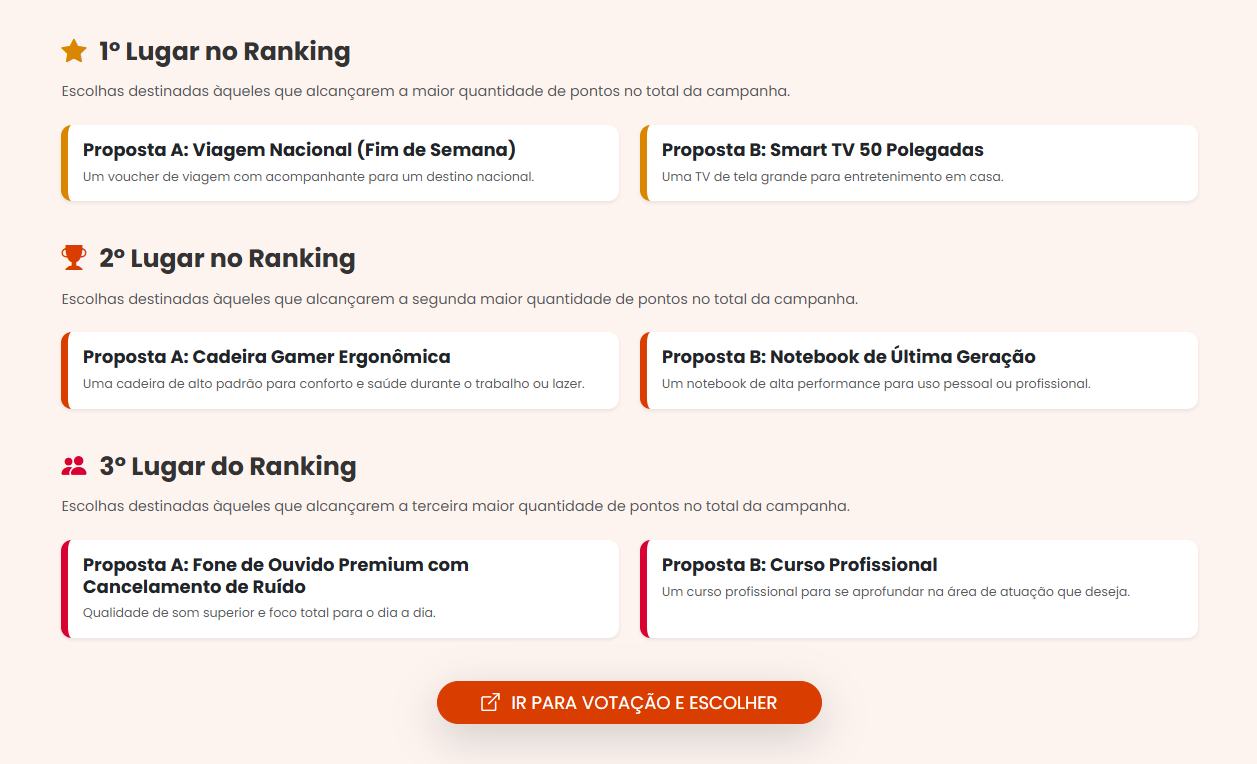 1º Lugar no Ranking
Escolhas destinadas àqueles que alcançarem a maior quantidade de pontos no total da campanha.
Proposta A: Viagem Nacional (Fim de Semana)
Um voucher de viagem com acompanhante para um destino nacional.
Proposta B: Smart TV 50 Polegadas
Uma TV de tela grande para entretenimento em casa.
2º Lugar no Ranking
Escolhas destinadas àqueles que alcançarem a segunda maior quantidade de pontos no total da campanha.
Proposta A: Cadeira Gamer Ergonômica
Uma cadeira de alto padrão para conforto e saúde durante o trabalho ou lazer.
Proposta B: Notebook de Última Geração
Um notebook de alta performance para uso pessoal ou profissional.
3º Lugar do Ranking
Escolhas destinadas àqueles que alcançarem a terceira maior quantidade de pontos no total da campanha.
Proposta A: Fone de Ouvido Premium com
Cancelamento de Ruído
Qualidade de som superior e foco total para o dia a dia.
Proposta B: Curso Profissional
Um curso profissional para se aprofundar na área de atuação que deseja.
IR PARA VOTAÇÃO E ESCOLHER